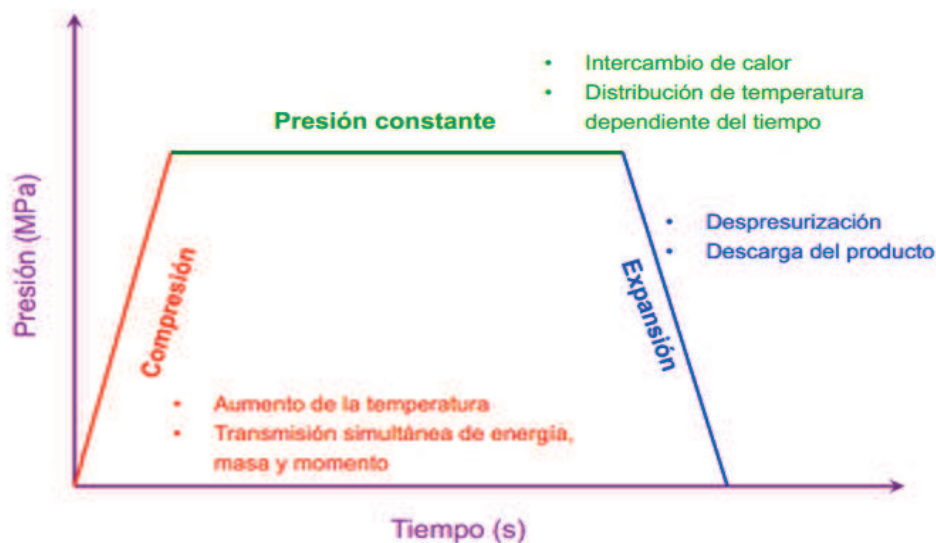 Presión (MPa)
• Intercambio de calor
• Distribución de temperatura
dependiente del tiempo
Presión constante
• Despresurización
• Descarga del producto
Compresión
Expansión
• Aumento de la temperatura
• Transmisión simultánea de energía,
masa y momento
Tiempo (s)